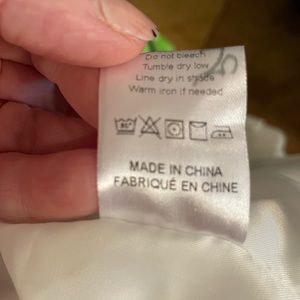 Do not bleach
Tumble dry low
Line dry in shade
Warm iron if needed
MADE IN CHINA
FABRIQUÉ EN CHINE